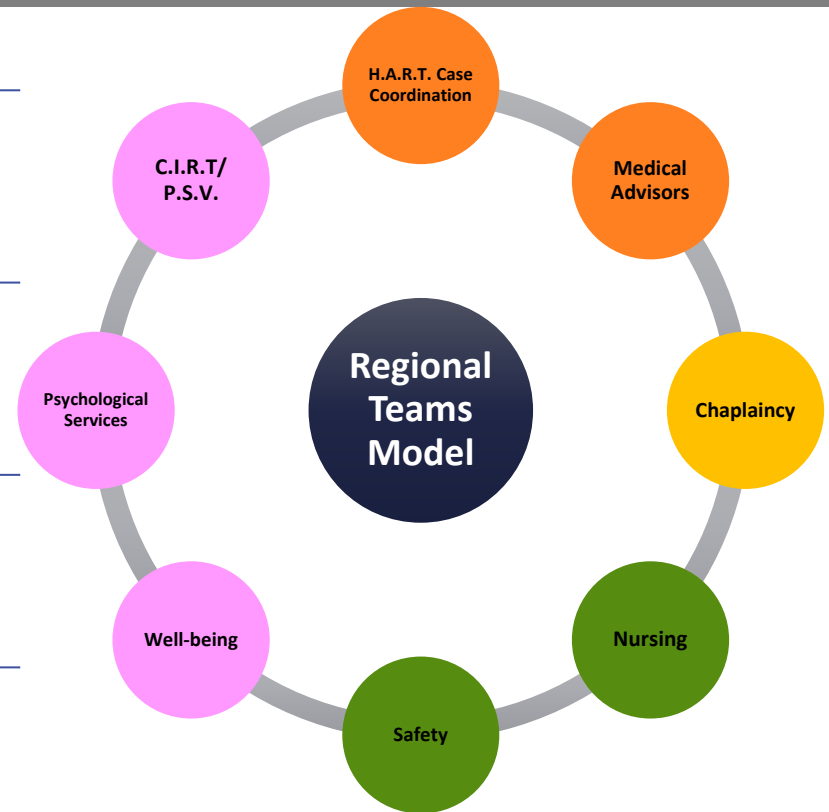 H.A.R.T. Case
Coordination
C.I.R.T/
P.S.V.
Medical
Advisors
Regional
Teams
Model
Psychological
Services
Chaplaincy
Well-being
Nursing
Safety